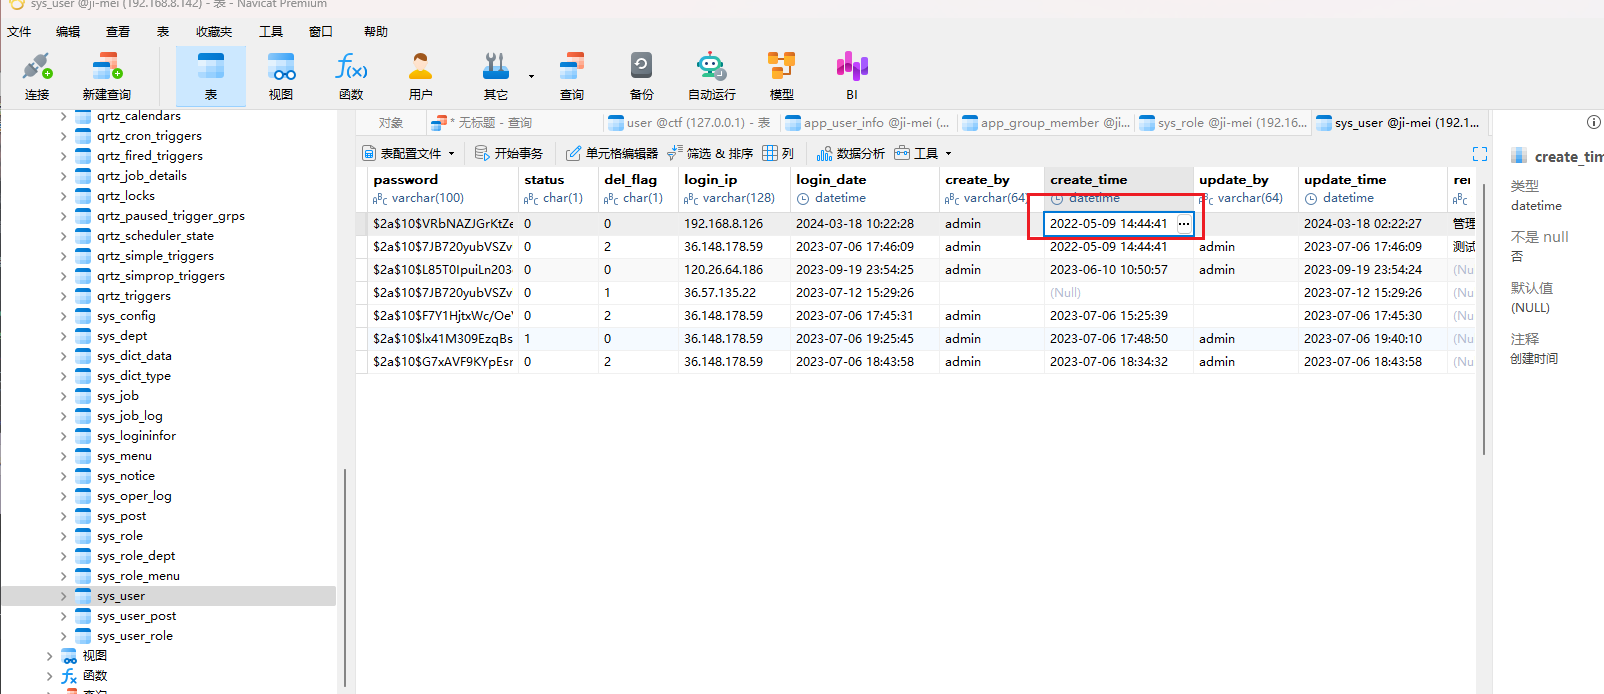 sys_user @ji-mei (192.168.8.142) - 表 - Navicat Premium
文件 编辑 查看 表 收藏夹 工具 窗口 帮助
连接 新建查询 表 视图 函数 用户 其它 查询 备份 自动运行 模型 BI
对象 * 无标题 - 查询 user @ctf (127.0.0.1) - 表 app_user_info @ji-mei (... app_group_member @ji... sys_role @ji-mei (192.16... sys_user @ji-mei (192.1...
表配置文件 开始事务 单元格编辑器 筛选 & 排序 列 数据分析 工具
qrtz_calendars
qrtz_cron_triggers
qrtz_fired_triggers
qrtz_job_details
qrtz_locks
qrtz_paused_trigger_grps
qrtz_scheduler_state
qrtz_simple_triggers
qrtz_simprop_triggers
qrtz_triggers
sys_config
sys_dept
sys_dict_data
sys_dict_type
sys_job
sys_job_log
sys_logininfor
sys_menu
sys_notice
sys_oper_log
sys_post
sys_role
sys_role_dept
sys_role_menu
sys_user
sys_user_post
sys_user_role
视图
fx 函数
password status del_flag login_ip login_date create_by create_time update_by update_time
varchar(100) char(1) char(1) varchar(128) datetime varchar(64) datetime varchar(64) datetime
$2a$10$VRbNAZJGrKtZe 0 0 192.168.8.126 2024-03-18 10:22:28 admin 2022-05-09 14:44:41 ... 2024-03-18 02:22:27 管理
$2a$10$7JB720yubVSZv 0 2 36.148.178.59 2023-07-06 17:46:09 admin 2022-05-09 14:44:41 admin 2023-07-06 17:46:09 测试
$2a$10$L85T0IpuiLn203 0 0 120.26.64.186 2023-09-19 23:54:25 admin 2023-06-10 10:50:57 admin 2023-09-19 23:54:24 (Nu
$2a$10$7JB720yubVSZv 0 1 36.57.135.22 2023-07-12 15:29:26 (Null) 2023-07-12 15:29:26 (Nu
$2a$10$F7Y1HjtxWc/Oe 0 2 36.148.178.59 2023-07-06 17:45:31 admin 2023-07-06 15:25:39 2023-07-06 17:45:30 (Nu
$2a$10$lx41M309EzqBs 1 0 36.148.178.59 2023-07-06 19:25:45 admin 2023-07-06 17:48:50 admin 2023-07-06 19:40:10 (Nu
$2a$10$G7xAVF9KYpEsr 0 2 36.148.178.59 2023-07-06 18:43:58 admin 2023-07-06 18:34:32 admin 2023-07-06 18:43:58 (Nu
create_tim
类型
datetime
不是 null
否
默认值
(NULL)
注释
创建时间